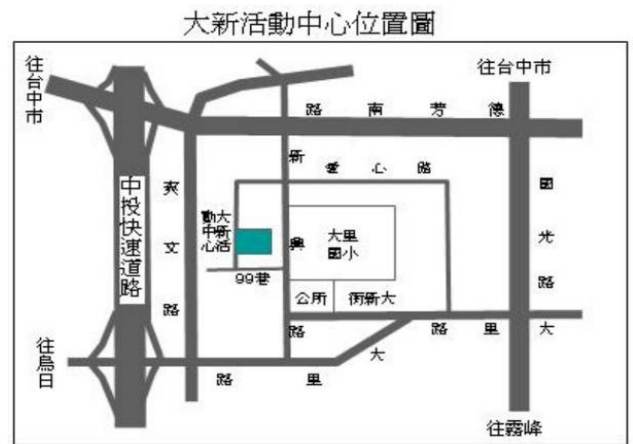 大新活動中心位置圖
往台中市
往台中市
德芳南路
新興路
愛心路
國光路
中投快速道路
爽文路
大新活動中心
大里國小
99巷
公所
大新街
大里路
大里路
往烏日
往霧峰